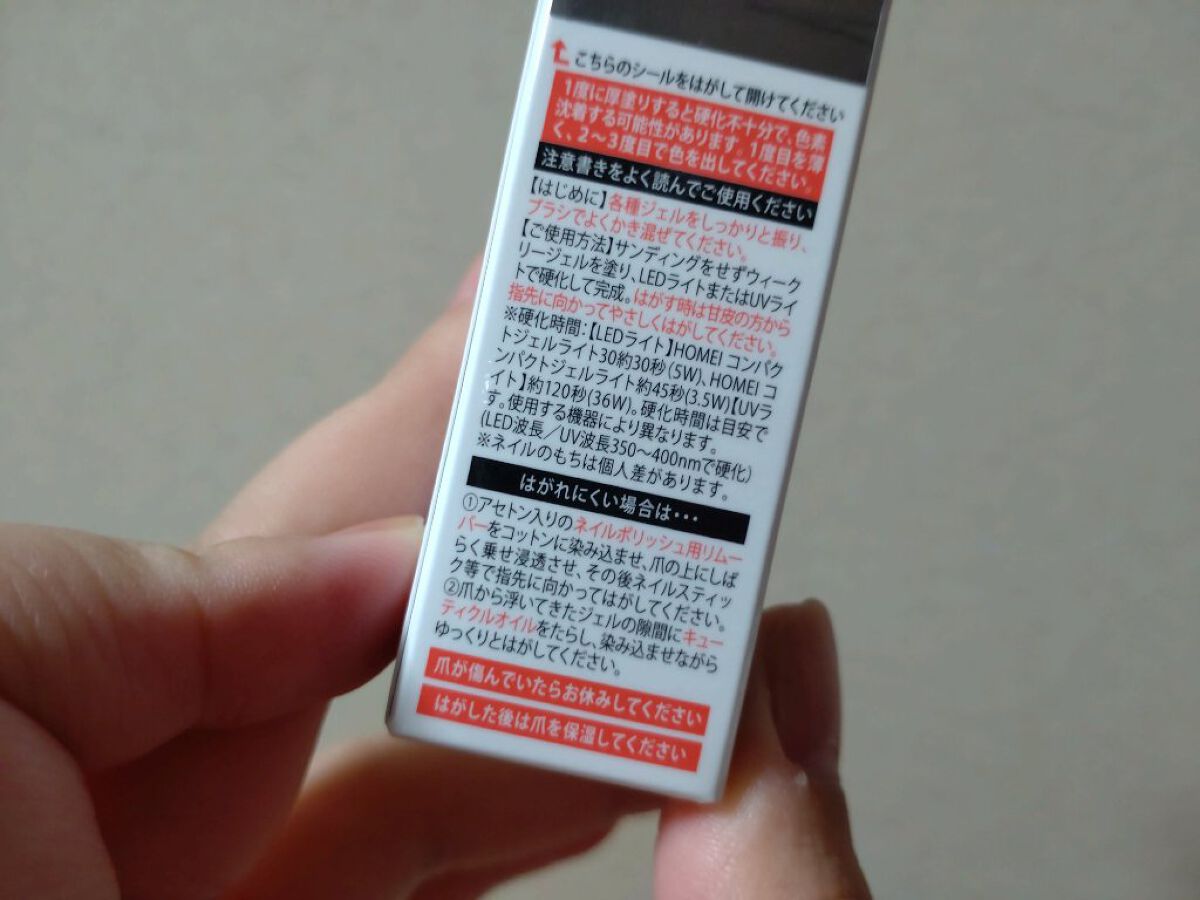 こちらのシールをはがして開けてください
1度に厚塗りすると硬化不十分で、色素
沈着する可能性があります。1度目を薄
く、2～3度目で色を出してください。
注意書きをよく読んでご使用ください
【はじめに】各種ジェルをしっかりと振り、
ブラシでよくかき混ぜてください。
【ご使用方法】サンディングをせずウィーク
リージェルを塗り、LEDライトまたはUVライ
トで硬化して完成。はがす時は甘皮の方から
指先に向かってやさしくはがしてください。
※硬化時間：【LEDライト】HOMEI コンパク
トジェルライト30約30秒(5W)、HOMEI コ
ンパクトジェルライト約45秒(3.5W)【UVラ
イト】約120秒(36W)。硬化時間は目安で
す。使用する機器により異なります。
(LED波長／UV波長350～400nmで硬化)
※ネイルのもちは個人差があります。
はがれにくい場合は･･･
①アセトン入りのネイルポリッシュ用リムー
バーをコットンに染み込ませ、爪の上にしば
らく乗せ浸透させ、その後ネイルスティッ
ク等で指先に向かってはがしてください。
②爪から浮いてきたジェルの隙間にキュー
ティクルオイルをたらし、染み込ませながら
ゆっくりとはがしてください。
爪が傷んでいたらお休みしてください
はがした後は爪を保湿してください